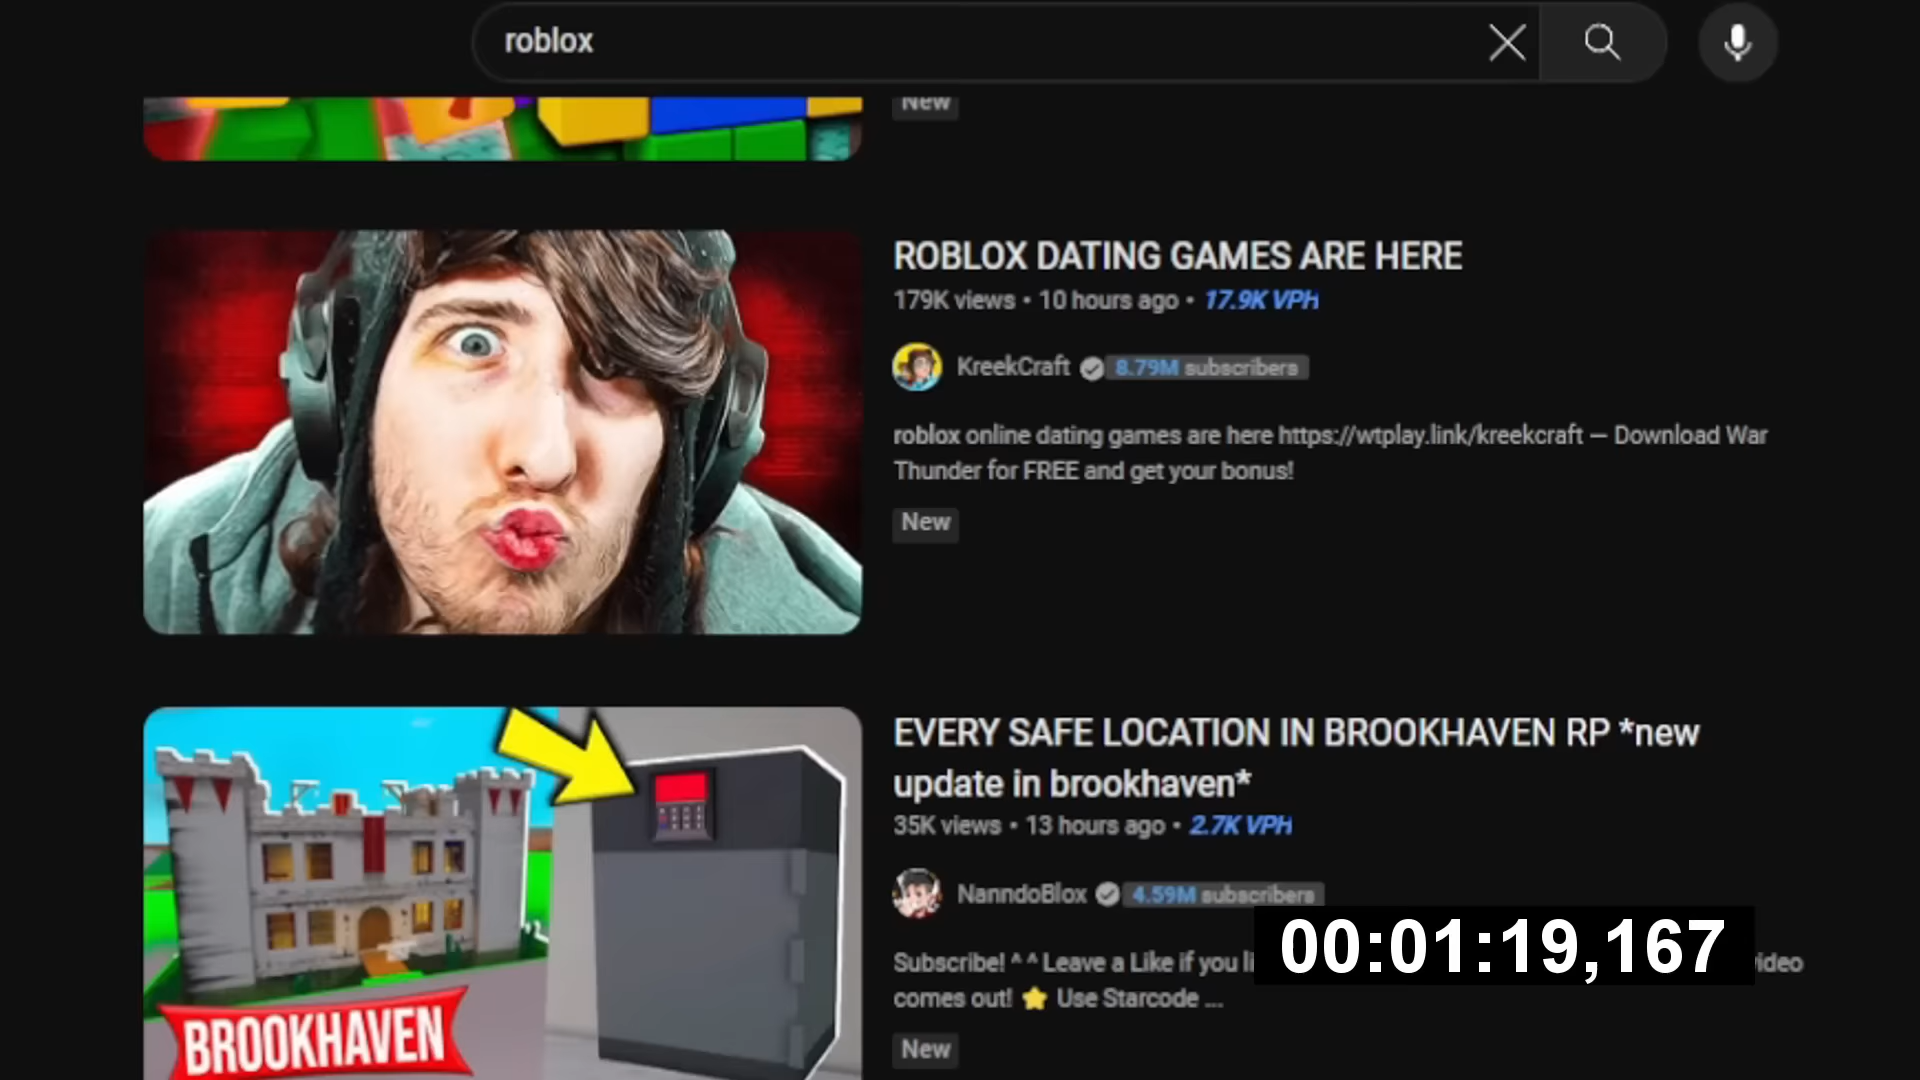 roblox
New
ROBLOX DATING GAMES ARE HERE
179K views • 10 hours ago • 17.9K VPH
KreekCraft 8.79M subscribers
roblox online dating games are here https://wtplay.link/kreekcraft — Download War
Thunder for FREE and get your bonus!
New
EVERY SAFE LOCATION IN BROOKHAVEN RP *new
update in brookhaven*
35K views • 13 hours ago • 2.7K VPH
NanndoBlox 4.59M subscribers
00:01:19,167
Subscribe! ^ ^ Leave a Like if you
comes out! ⭐ Use Starcode ...
New
BROOKHAVEN